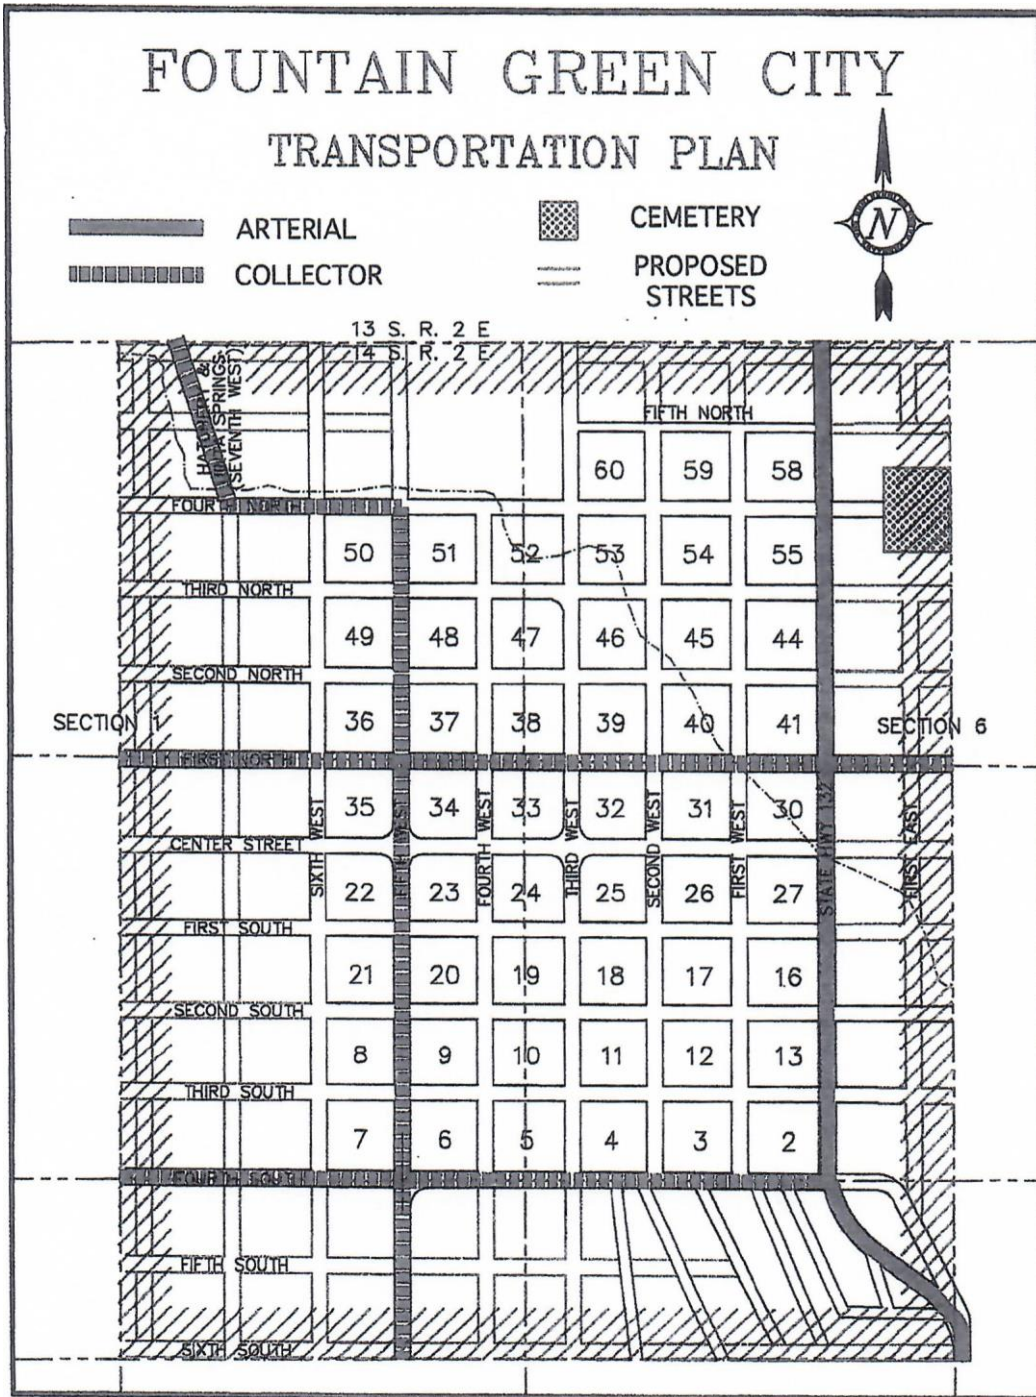 FOUNTAIN GREEN CITY
TRANSPORTATION PLAN
ARTERIAL
COLLECTOR
CEMETERY
PROPOSED
STREETS
N
13 S. R. 2 E
14 S. R. 2 E
SPRINGS
(SEVENTH WEST)
FIFTH NORTH
60 59 58
FOURTH NORTH
50 51 52 53 54 55
THIRD NORTH
49 48 47 46 45 44
SECOND NORTH
36 37 38 39 40 41
SECTION 1
SECTION 6
FIRST NORTH
35 34 33 32 31 30
CENTER STREET
SIXTH WEST
FIFTH WEST
FOURTH WEST
THIRD WEST
SECOND WEST
FIRST WEST
STATE HWY 132
FIRST EAST
22 23 24 25 26 27
FIRST SOUTH
21 20 19 18 17 16
SECOND SOUTH
8 9 10 11 12 13
THIRD SOUTH
7 6 5 4 3 2
FOURTH SOUTH
FIFTH SOUTH
SIXTH SOUTH